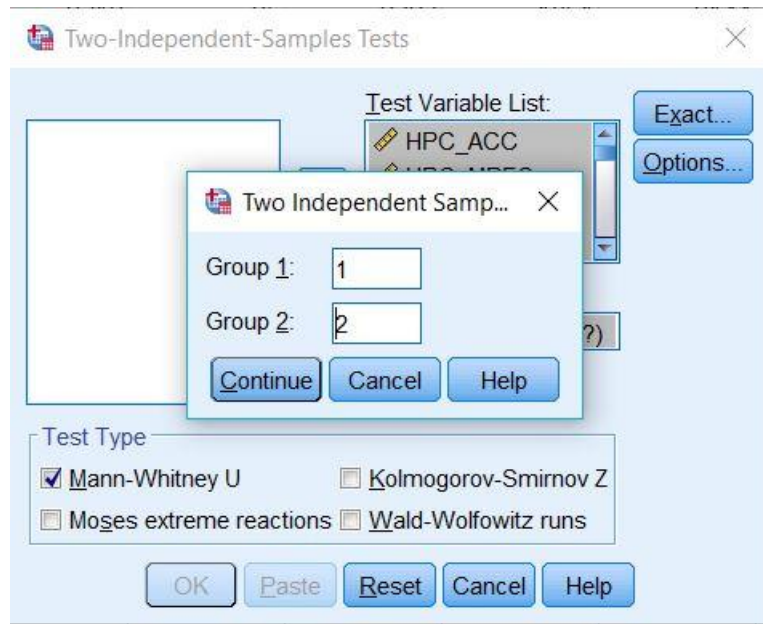 Two-Independent-Samples Tests
Test Variable List:
Exact...
HPC_ACC
Options...
Two Independent Samp...
Group 1:
1
Group 2:
2
?)
Continue Cancel Help
Test Type
Mann-Whitney U
Kolmogorov-Smirnov Z
Moses extreme reactions
Wald-Wolfowitz runs
OK Paste Reset Cancel Help